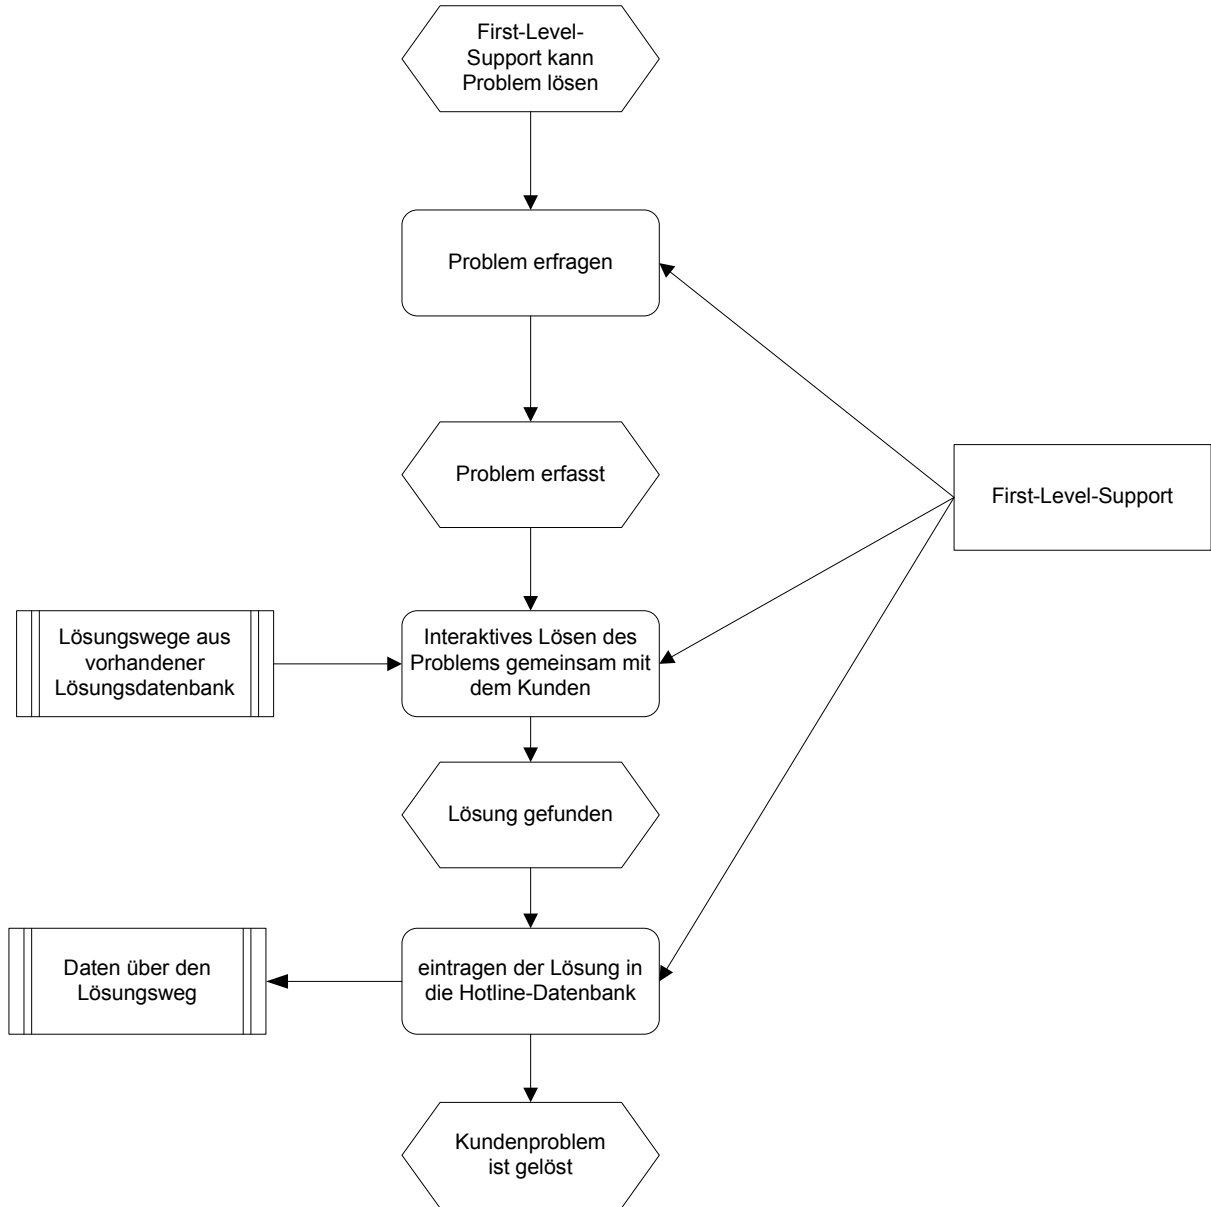 First-Level-
Support kann
Problem lösen
Problem erfragen
Problem erfasst
First-Level-Support
Lösungswege aus
vorhandener
Lösungsdatenbank
Interaktives Lösen des
Problems gemeinsam mit
dem Kunden
Lösung gefunden
Daten über den
Lösungsweg
eintragen der Lösung in
die Hotline-Datenbank
Kundenproblem
ist gelöst